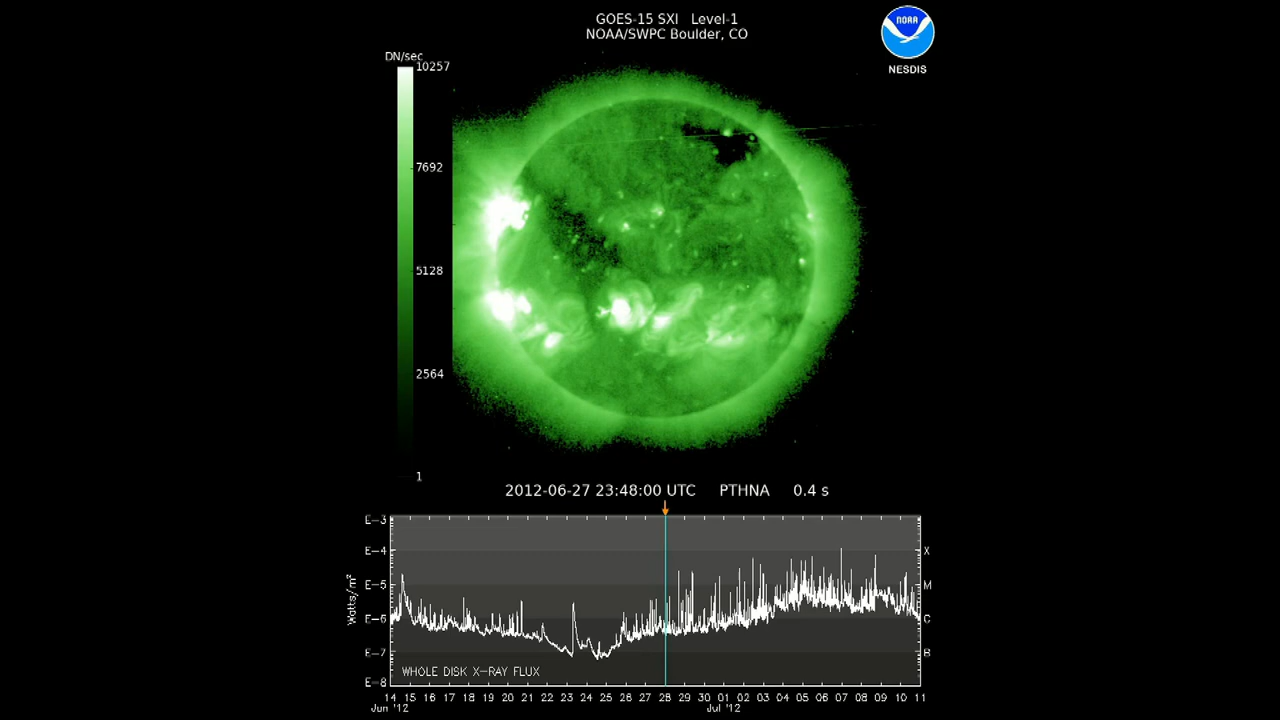 GOES-15 SXI Level-1
NOAA/SWPC Boulder, CO
NOAA
NESDIS
DN/sec
10257
7692
5128
2564
1
2012-06-27 23:48:00 UTC PTHNA 0.4 s
E-3
E-4 X
E-5 M
E-6 C
E-7 B
E-8
Watts/m²
WHOLE DISK X-RAY FLUX
14 15 16 17 18 19 20 21 22 23 24 25 26 27 28 29 30 01 02 03 04 05 06 07 08 09 10 11
Jun '12 Jul '12